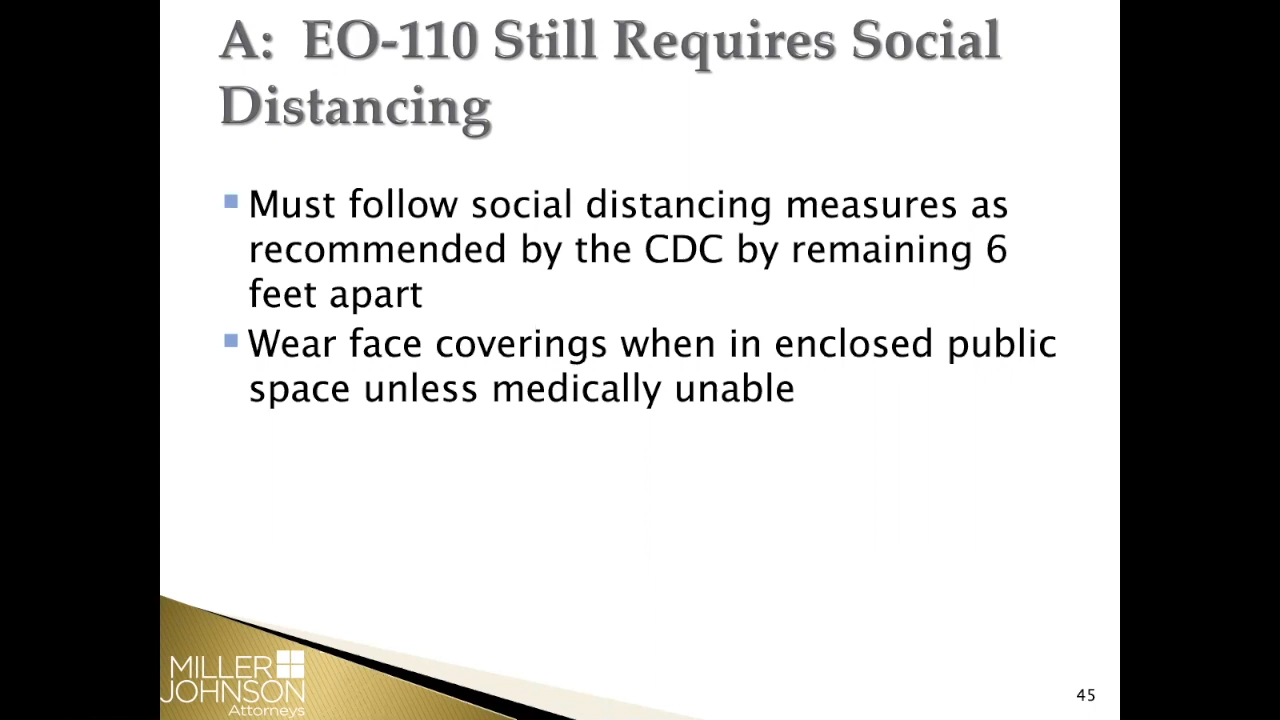 A: EO-110 Still Requires Social
Distancing
Must follow social distancing measures as
recommended by the CDC by remaining 6
feet apart
Wear face coverings when in enclosed public
space unless medically unable
MILLER
JOHNSON
Attorneys
45